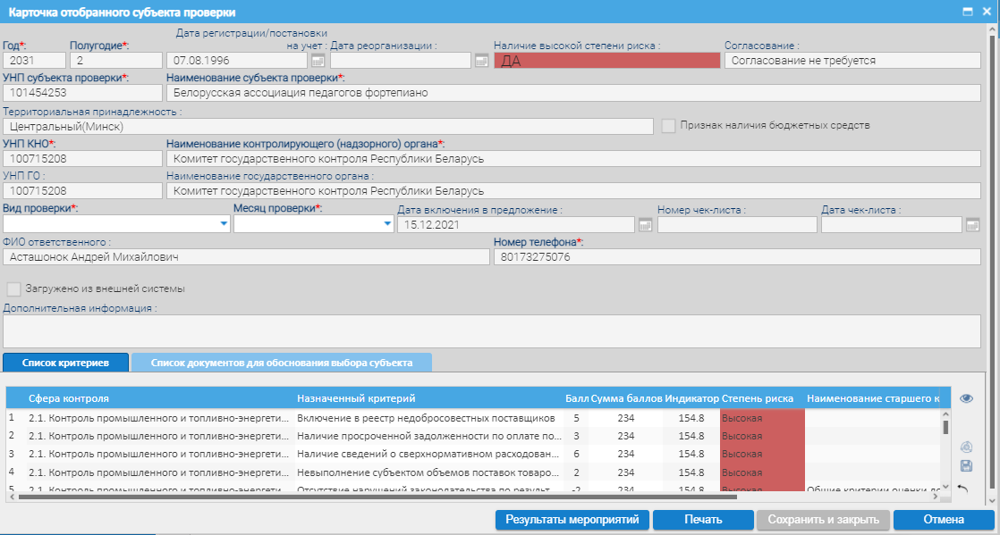 Карточка отобранного субъекта проверки
Дата регистрации/постановки
Год*: Полугодие*: на учет : Дата реорганизации : Наличие высокой степени риска : Согласование :
2031 2 07.08.1996 ДА Согласование не требуется
УНП субъекта проверки*: Наименование субъекта проверки*:
101454253 Белорусская ассоциация педагогов фортепиано
Территориальная принадлежность :
Центральный(Минск) Признак наличия бюджетных средств
УНП КНО*: Наименование контролирующего (надзорного) органа*:
100715208 Комитет государственного контроля Республики Беларусь
УНП ГО : Наименование государственного органа :
100715208 Комитет государственного контроля Республики Беларусь
Вид проверки*: Месяц проверки*: Дата включения в предложение : Номер чек-листа : Дата чек-листа :
15.12.2021
ФИО ответственного : Номер телефона*:
Асташонок Андрей Михайлович 80173275076
Загружено из внешней системы
Дополнительная информация :
Список критериев Список документов для обоснования выбора субъекта
Сфера контроля Назначенный критерий Балл Сумма баллов Индикатор Степень риска Наименование старшего к
1 2.1. Контроль промышленного и топливно-энергети... Включение в реестр недобросовестных поставщиков 5 234 154.8 Высокая
2 2.1. Контроль промышленного и топливно-энергети... Наличие просроченной задолженности по оплате по... 3 234 154.8 Высокая
3 2.1. Контроль промышленного и топливно-энергети... Наличие сведений о сверхнормативном расходован... 6 234 154.8 Высокая
4 2.1. Контроль промышленного и топливно-энергети... Невыполнение субъектом объемов поставок товаро... 2 234 154.8 Высокая
5 2.1. Контроль промышленного и топливно-энергети... Отсутствие нарушений законодательства по результ... -2 234 154.8 Высокая Общие критерии оценки до
Результаты мероприятий Печать Сохранить и закрыть Отмена